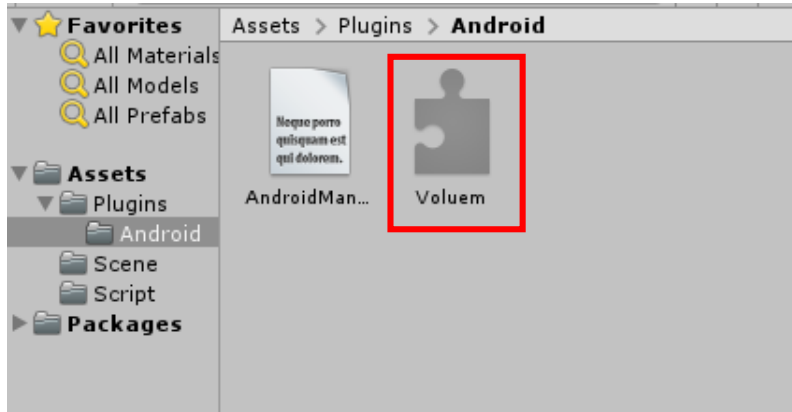 Favorites
All Materials
All Models
All Prefabs
Assets
Plugins
Android
Scene
Script
Packages
Assets > Plugins > Android
Neque porro
quisquam est
qui dolorem.
AndroidMan...
Voluem